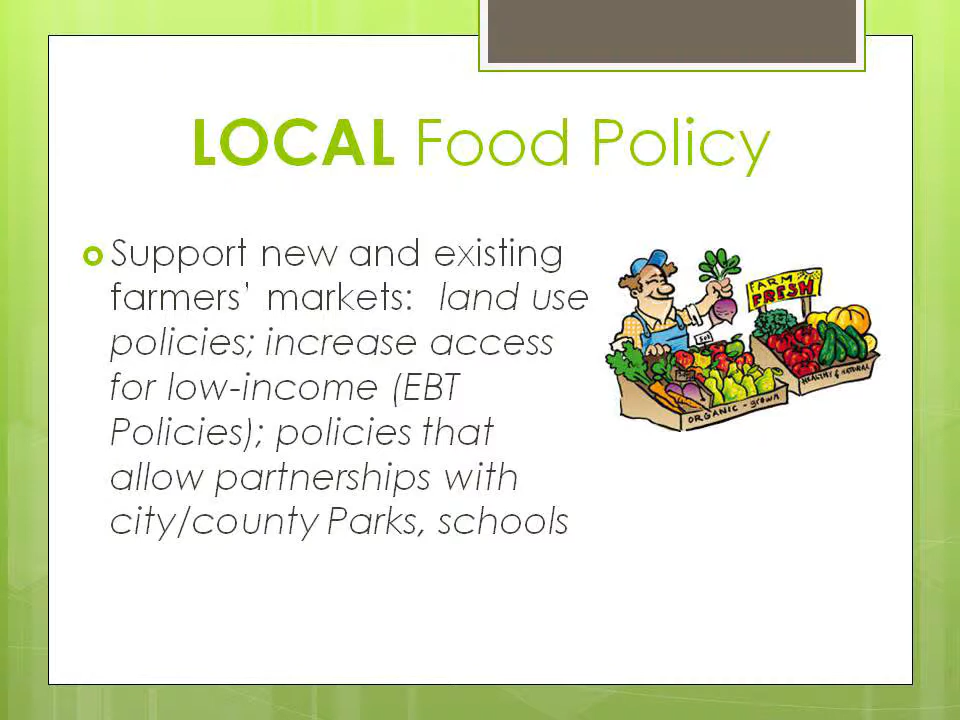 LOCAL Food Policy
Support new and existing
farmers' markets: land use
policies; increase access
for low-income (EBT
Policies); policies that
allow partnerships with
city/county Parks, schools
FARM
FRESH
HEALTHY & NATURAL
ORGANIC - grown